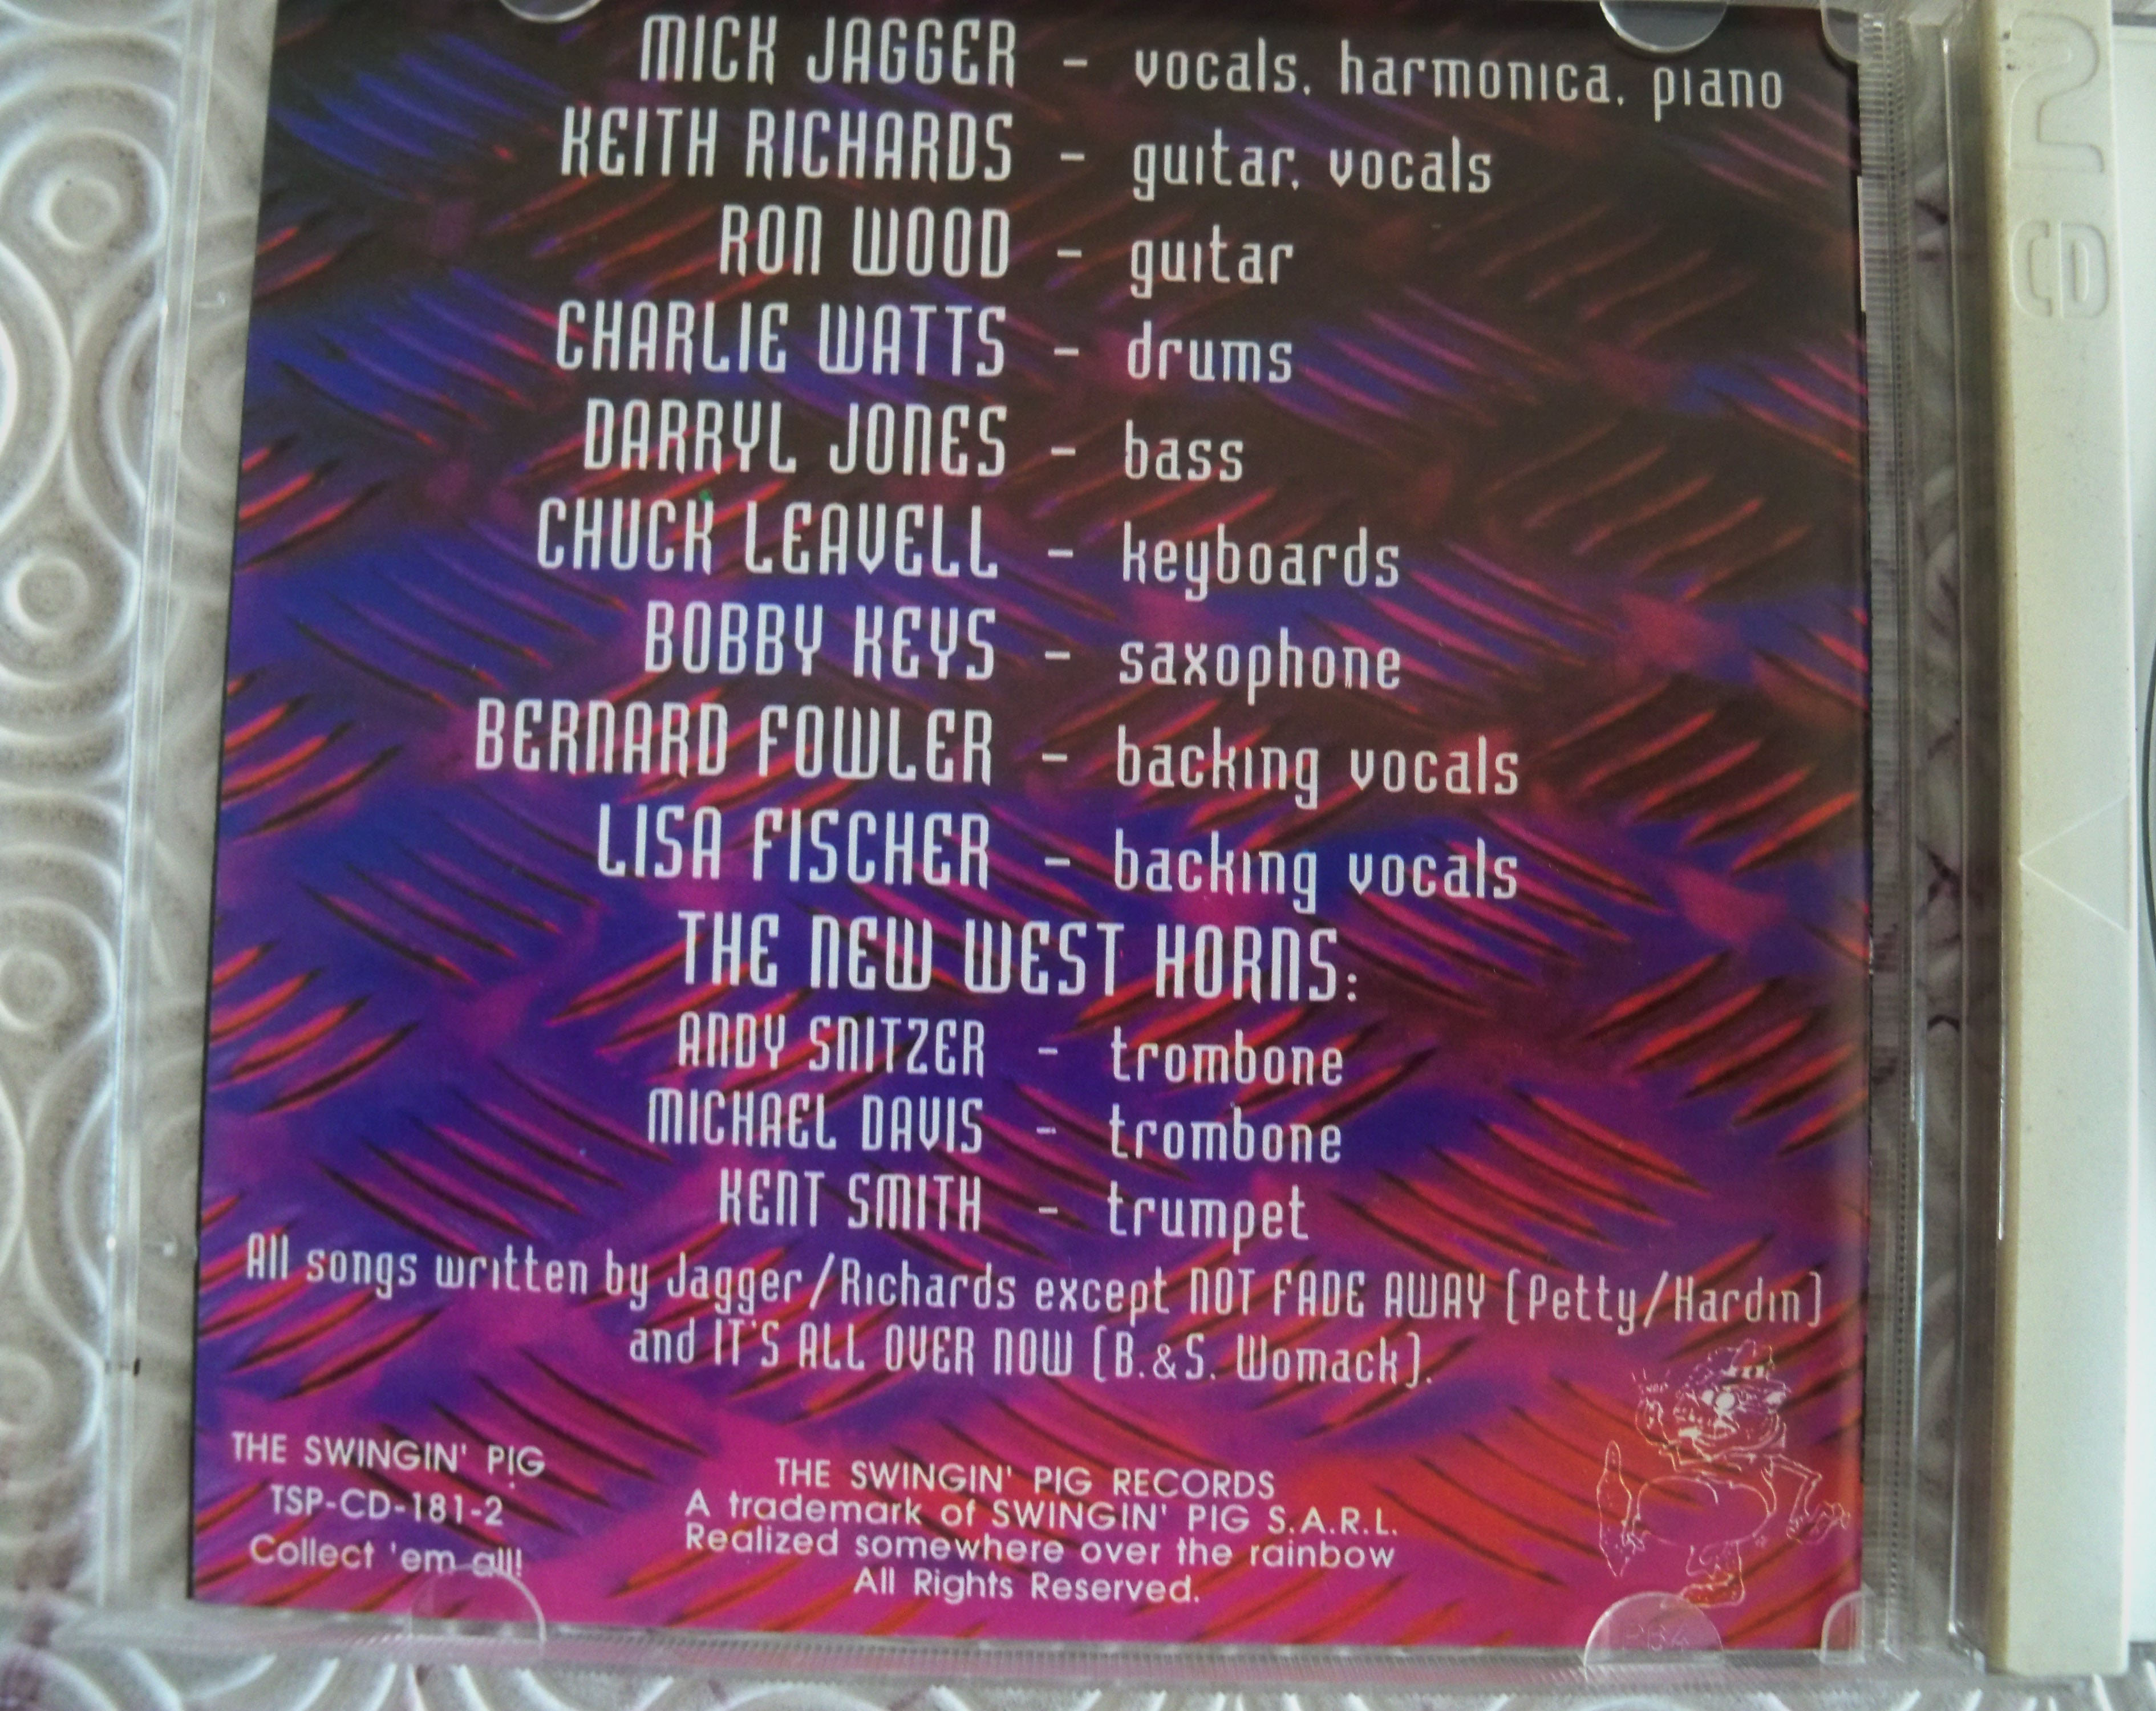 MICK JAGGER - vocals, harmonica, piano
KEITH RICHARDS - guitar, vocals
RON WOOD - guitar
CHARLIE WATTS - drums
DARRYL JONES - bass
CHUCK LEAVELL - keyboards
BOBBY KEYS - saxophone
BERNARD FOWLER - backing vocals
LISA FISCHER - backing vocals
THE NEW WEST HORNS:
ANDY SNITZER - trombone
MICHAEL DAVIS - trombone
KENT SMITH - trumpet
All songs written by Jagger/Richards except NOT FADE AWAY (Petty/Hardin)
and IT'S ALL OVER NOW (B.&S. Womack).
THE SWINGIN' PIG
TSP-CD-181-2
Collect 'em all!
THE SWINGIN' PIG RECORDS
A trademark of SWINGIN' PIG S.A.R.L.
Realized somewhere over the rainbow
All Rights Reserved.